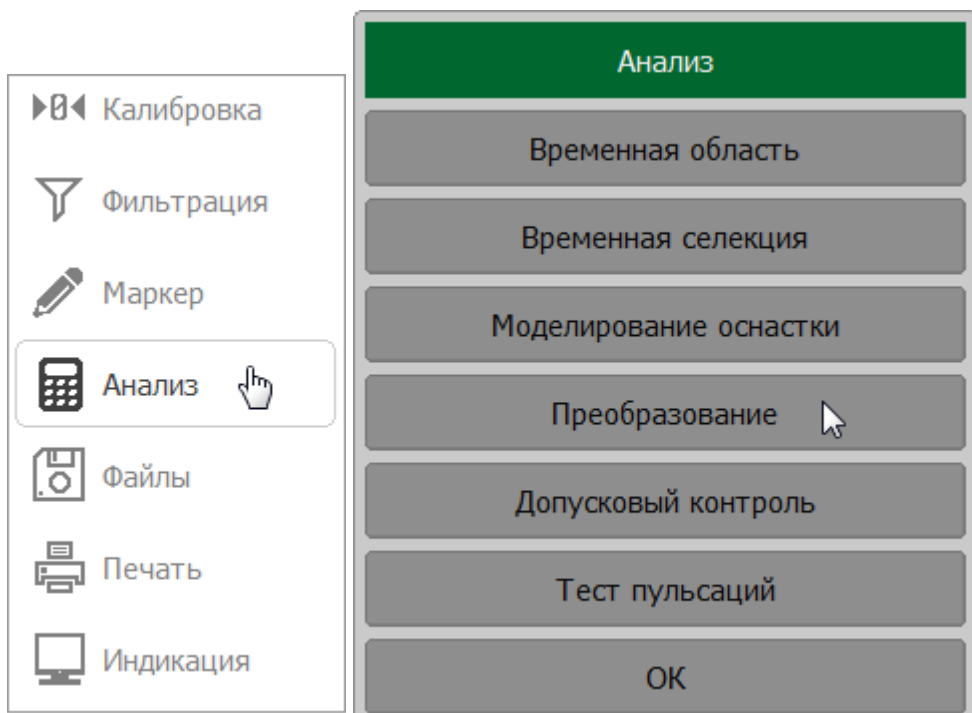 Калибровка
Фильтрация
Маркер
Анализ
Файлы
Печать
Индикация
Анализ
Временная область
Временная селекция
Моделирование оснастки
Преобразование
Допусковый контроль
Тест пульсаций
ОК